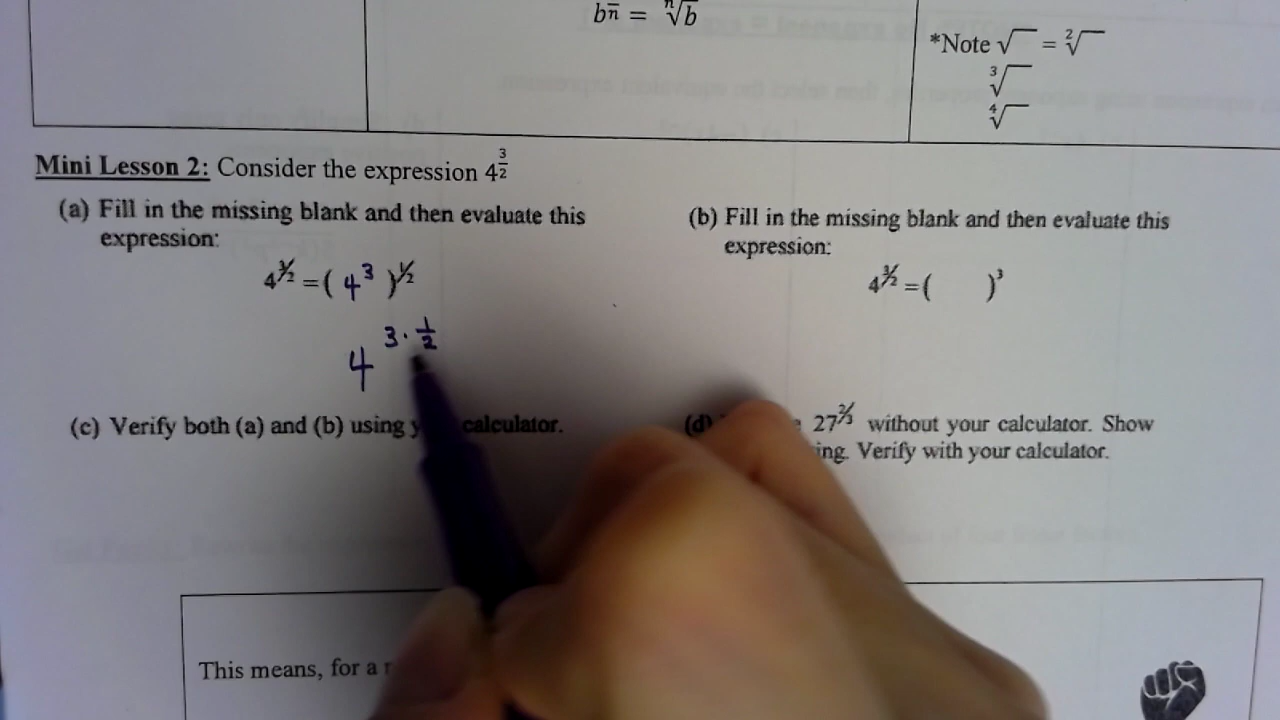 b^{1/n} = ⁿ√b
*Note √ = ²√
³√
⁴√
Mini Lesson 2: Consider the expression 4^{3/2}
(a) Fill in the missing blank and then evaluate this
expression:
4^{3/2} = ( 4³ )^{1/2}
4^{3 · 1/2}
(b) Fill in the missing blank and then evaluate this
expression:
4^{3/2} = ( )³
(c) Verify both (a) and (b) using calculator.
(d) 27^{2/3} without your calculator. Show
Verify with your calculator.
This means, for a